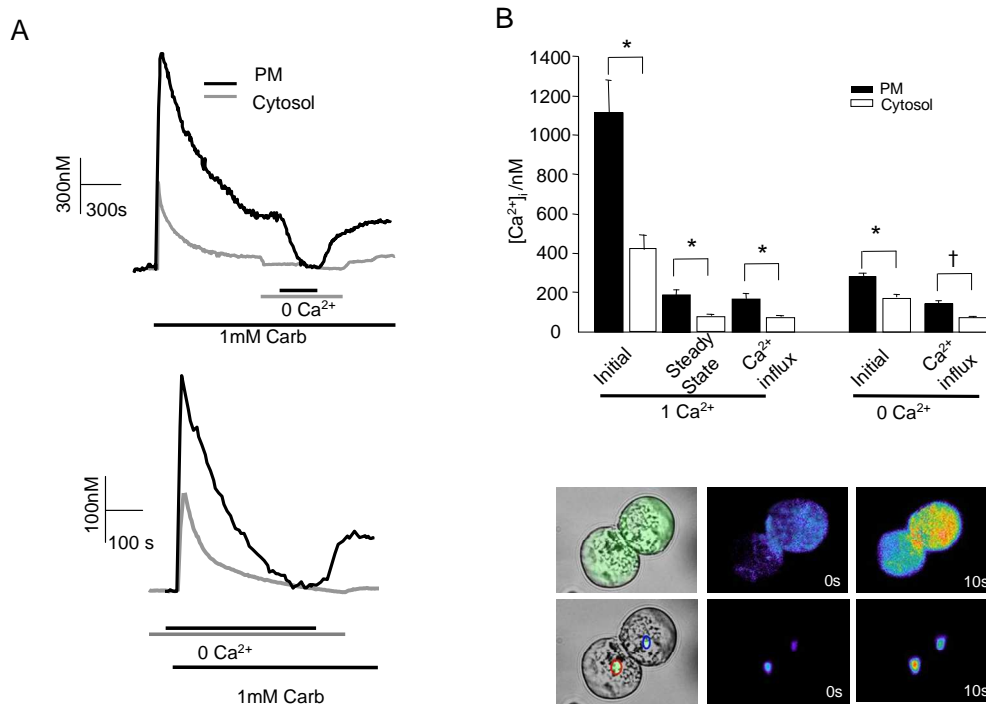 A
PM
Cytosol
300nM
300s
0 Ca²⁺
1mM Carb
100nM
100 s
0 Ca²⁺
1mM Carb
B
1400
1200
1000
800
600
400
200
0
[Ca²⁺]ᵢ/nM
PM
Cytosol
*
*
*
*
†
Initial
Steady
State
Ca²⁺
influx
Initial
Ca²⁺
influx
1 Ca²⁺
0 Ca²⁺
0s
10s
0s
10s